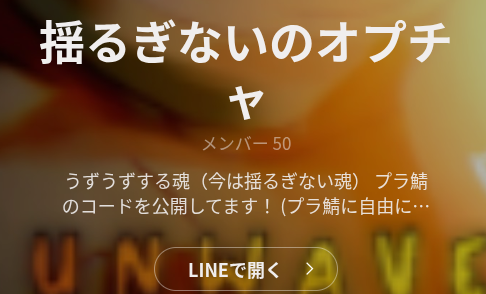 揺るぎないのオプチ
ャ
メンバー 50
うずうずする魂（今は揺るぎない魂） プラ鯖
のコードを公開してます！ (プラ鯖に自由に…
LINEで開く